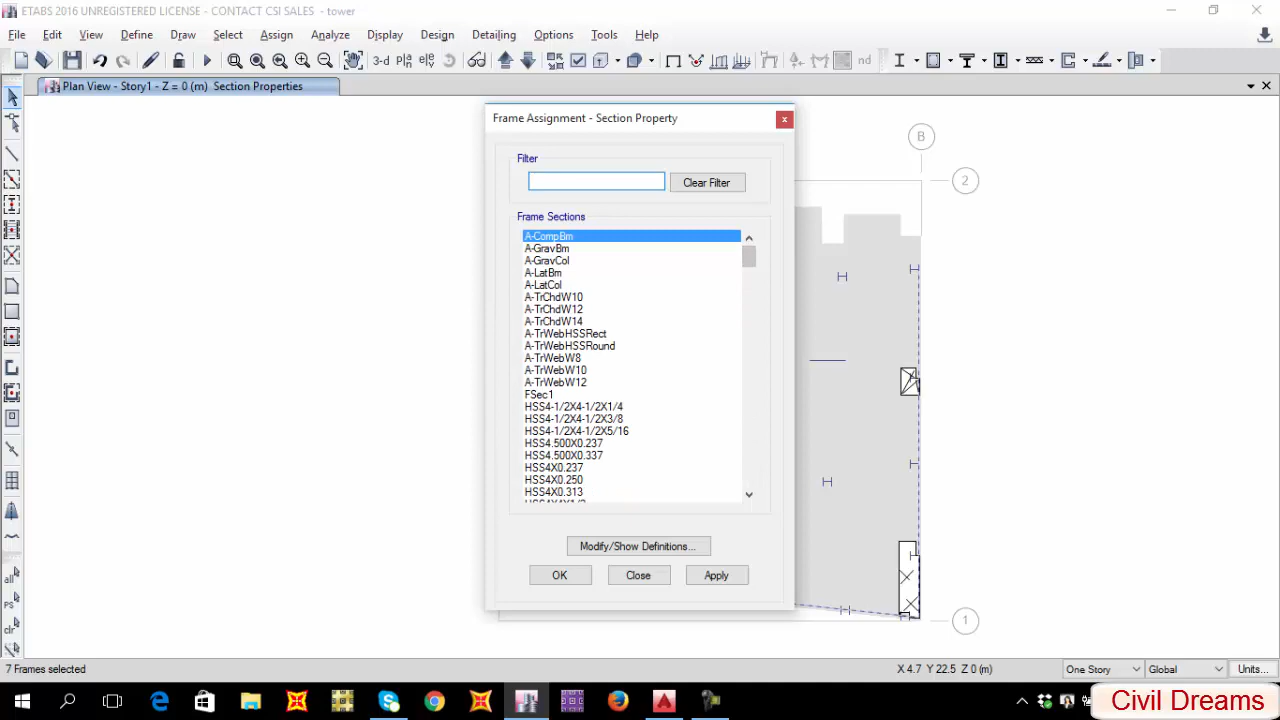 ETABS 2016 UNREGISTERED LICENSE - CONTACT CSI SALES - tower
File Edit View Define Draw Select Assign Analyze Display Design Detailing Options Tools Help
3-d
nd
Plan View - Story1 - Z = 0 (m) Section Properties
Frame Assignment - Section Property
Filter
Clear Filter
Frame Sections
A-CompBm
A-GravBm
A-GravCol
A-LatBm
A-LatCol
A-TrChdW10
A-TrChdW12
A-TrChdW14
A-TrWebHSSRect
A-TrWebHSSRound
A-TrWebW8
A-TrWebW10
A-TrWebW12
FSec1
HSS4-1/2X4-1/2X1/4
HSS4-1/2X4-1/2X3/8
HSS4-1/2X4-1/2X5/16
HSS4.500X0.237
HSS4.500X0.337
HSS4X0.237
HSS4X0.250
HSS4X0.313
Modify/Show Definitions...
OK Close Apply
B
2
1
all
PS
clr
7 Frames selected
X 4.7 Y 22.5 Z 0 (m)
One Story Global Units...
Civil Dreams